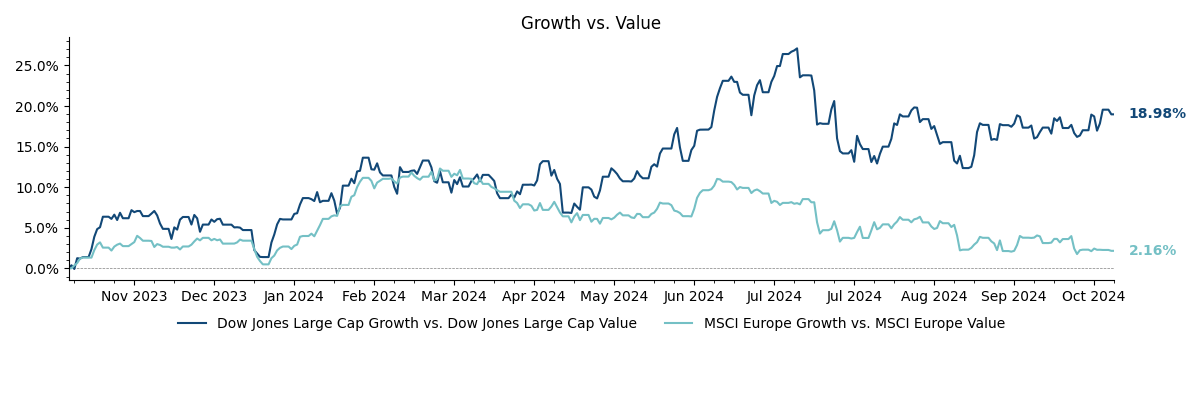 Growth vs. Value
25.0%
20.0%
15.0%
10.0%
5.0%
0.0%
18.98%
2.16%
Nov 2023 Dec 2023 Jan 2024 Feb 2024 Mar 2024 Apr 2024 May 2024 Jun 2024 Jul 2024 Jul 2024 Aug 2024 Sep 2024 Oct 2024
Dow Jones Large Cap Growth vs. Dow Jones Large Cap Value MSCI Europe Growth vs. MSCI Europe Value